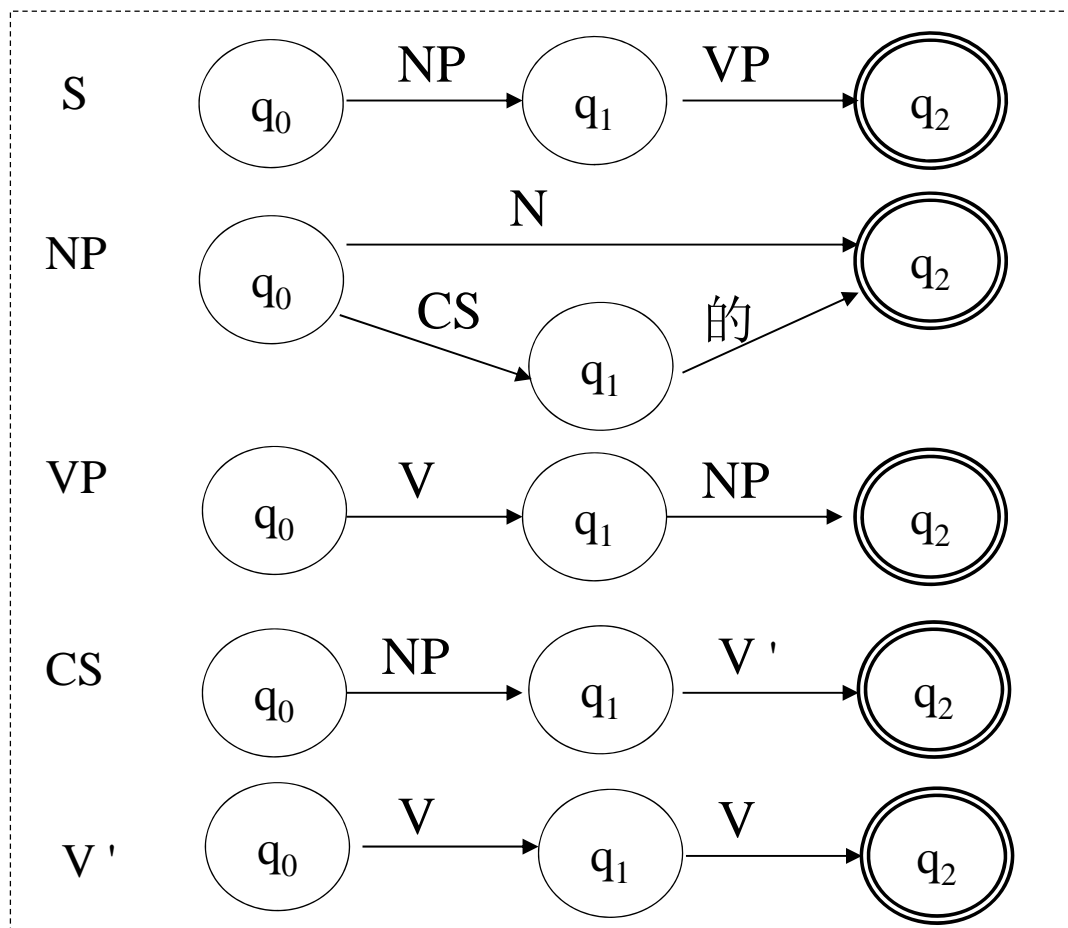 S q0 NP q1 VP q2
NP q0 N q2
CS q1 的
VP q0 V q1 NP q2
CS q0 NP q1 V ' q2
V ' q0 V q1 V q2